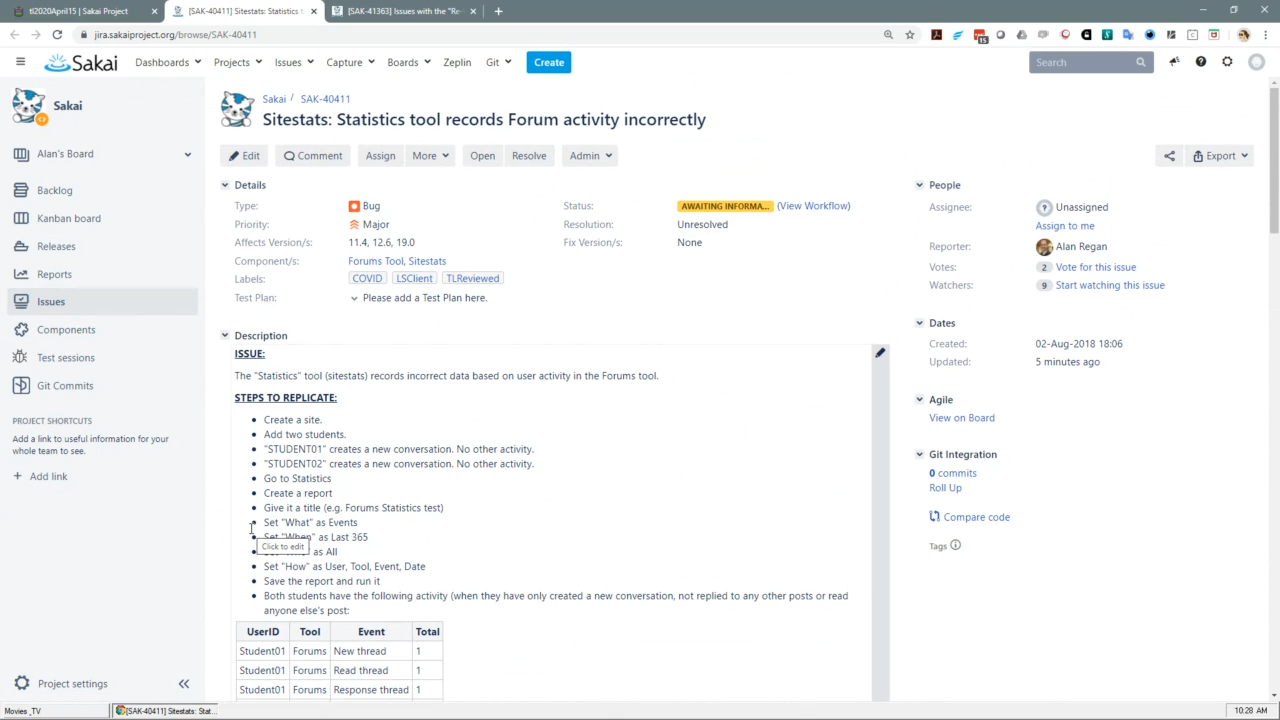 tl2020April15 | Sakai Project
[SAK-40411] Sitestats: Statistics t
[SAK-41363] Issues with the "Re
jira.sakaiproject.org/browse/SAK-40411
15
Sakai
Dashboards
Projects
Issues
Capture
Boards
Zeplin
Git
Create
Search
Sakai
Alan's Board
Backlog
Kanban board
Releases
Reports
Issues
Components
Test sessions
Git Commits
PROJECT SHORTCUTS
Add a link to useful information for your
whole team to see.
Add link
Project settings
Sakai / SAK-40411
Sitestats: Statistics tool records Forum activity incorrectly
Edit
Comment
Assign
More
Open
Resolve
Admin
Export
Details
Type: Bug
Status: AWAITING INFORMA... (View Workflow)
Priority: Major
Resolution: Unresolved
Affects Version/s: 11.4, 12.6, 19.0
Fix Version/s: None
Component/s: Forums Tool, Sitestats
Labels: COVID LSClient TLReviewed
Test Plan: Please add a Test Plan here.
Description
ISSUE:
The "Statistics" tool (sitestats) records incorrect data based on user activity in the Forums tool.
STEPS TO REPLICATE:
Create a site.
Add two students.
"STUDENT01" creates a new conversation. No other activity.
"STUDENT02" creates a new conversation. No other activity.
Go to Statistics
Create a report
Give it a title (e.g. Forums Statistics test)
Set "What" as Events
Set "When" as Last 365
Click to edit
as All
Set "How" as User, Tool, Event, Date
Save the report and run it
Both students have the following activity (when they have only created a new conversation, not replied to any other posts or read
anyone else's post:
UserID Tool Event Total
Student01 Forums New thread 1
Student01 Forums Read thread 1
Student01 Forums Response thread 1
People
Assignee: Unassigned
Assign to me
Reporter: Alan Regan
Votes: 2 Vote for this issue
Watchers: 9 Start watching this issue
Dates
Created: 02-Aug-2018 18:06
Updated: 5 minutes ago
Agile
View on Board
Git Integration
0 commits
Roll Up
Compare code
Tags
Movies _TV
[SAK-40411] Sitestats: Stat...
10:28 AM